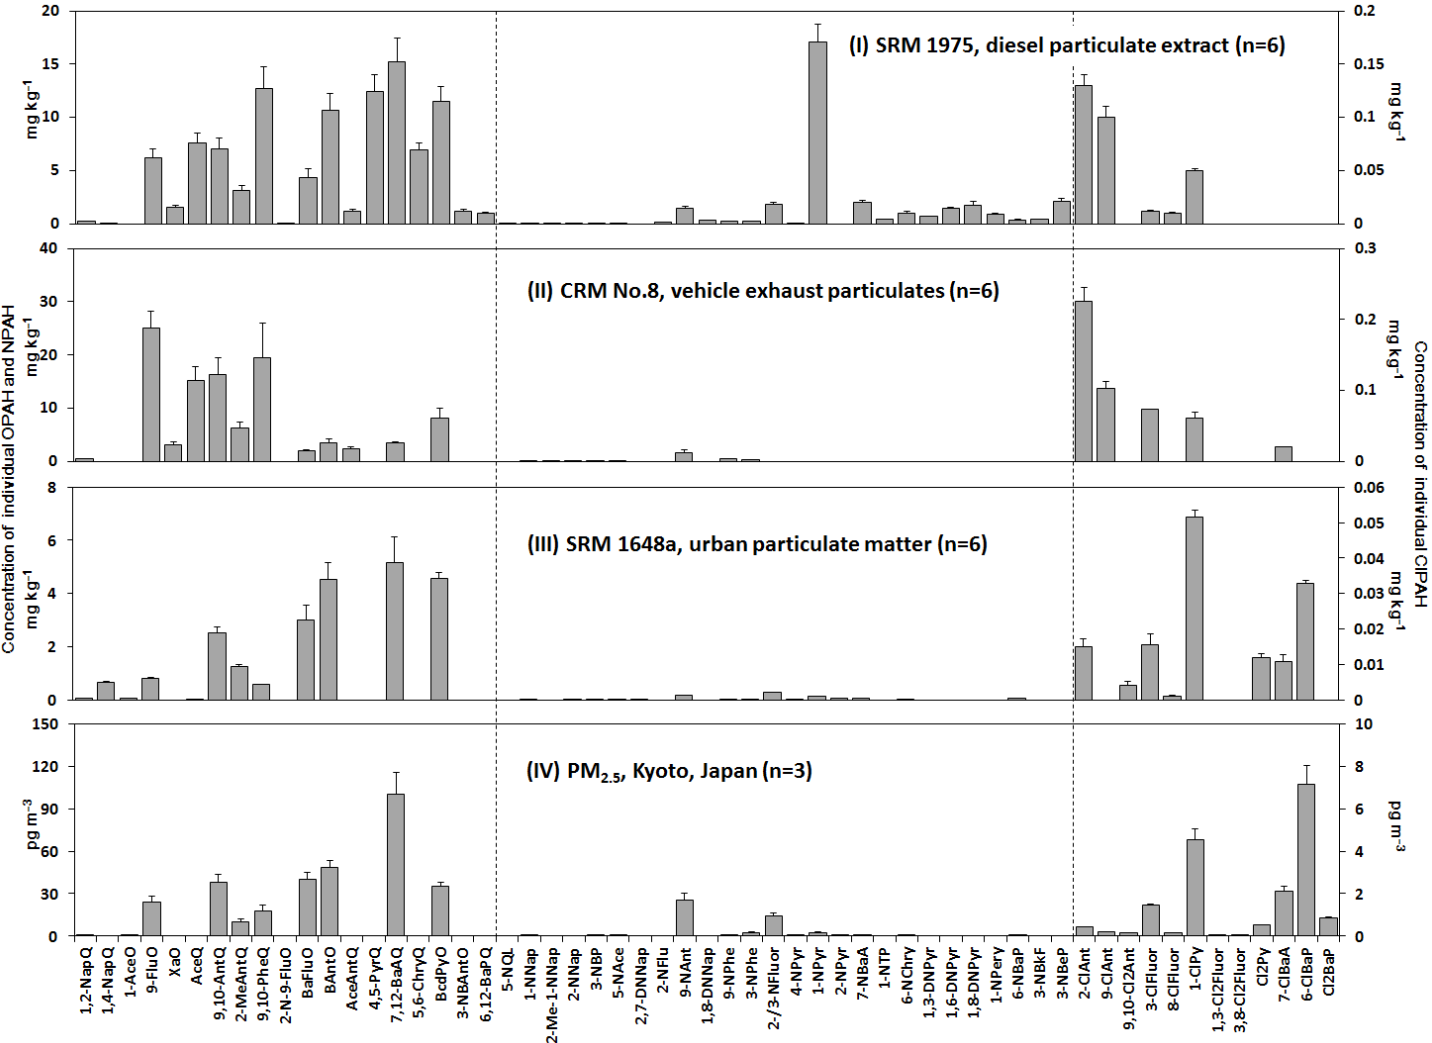 Concentration of individual OPAH and NPAH
Concentration of individual ClPAH
(I) SRM 1975, diesel particulate extract (n=6)
mg kg⁻¹
20
15
10
5
0
0.2
0.15
0.1
0.05
0
mg kg⁻¹
(II) CRM No.8, vehicle exhaust particulates (n=6)
mg kg⁻¹
40
30
20
10
0
0.3
0.2
0.1
0
mg kg⁻¹
(III) SRM 1648a, urban particulate matter (n=6)
mg kg⁻¹
8
6
4
2
0
0.06
0.05
0.04
0.03
0.02
0.01
0
mg kg⁻¹
(IV) PM₂.₅, Kyoto, Japan (n=3)
pg m⁻³
150
120
90
60
30
0
10
8
6
4
2
0
pg m⁻³
1,2-NapQ
1,4-NapQ
1-AceO
9-FluO
XaO
AceQ
9,10-AntQ
2-MeAntQ
9,10-PheQ
2-N-9-FluO
BaFluO
BAntO
AceAntQ
4,5-PyrQ
7,12-BaAQ
5,6-ChryQ
BcdPyO
3-NBAntO
6,12-BaPQ
5-NQL
1-NNap
2-Me-1-NNap
2-NNap
3-NBP
5-NAce
2,7-DNNap
2-NFlu
9-NAnt
1,8-DNNap
9-NPhe
3-NPhe
2-/3-NFluor
4-NPyr
1-NPyr
2-NPyr
7-NBaA
1-NTP
6-NChry
1,3-DNPyr
1,6-DNPyr
1,8-DNPyr
1-NPery
6-NBaP
3-NBkF
3-NBeP
2-ClAnt
9-ClAnt
9,10-Cl2Ant
3-ClFluor
8-ClFluor
1-ClPy
1,3-Cl2Fluor
3,8-Cl2Fluor
Cl2Py
7-ClBaA
6-ClBaP
Cl2BaP